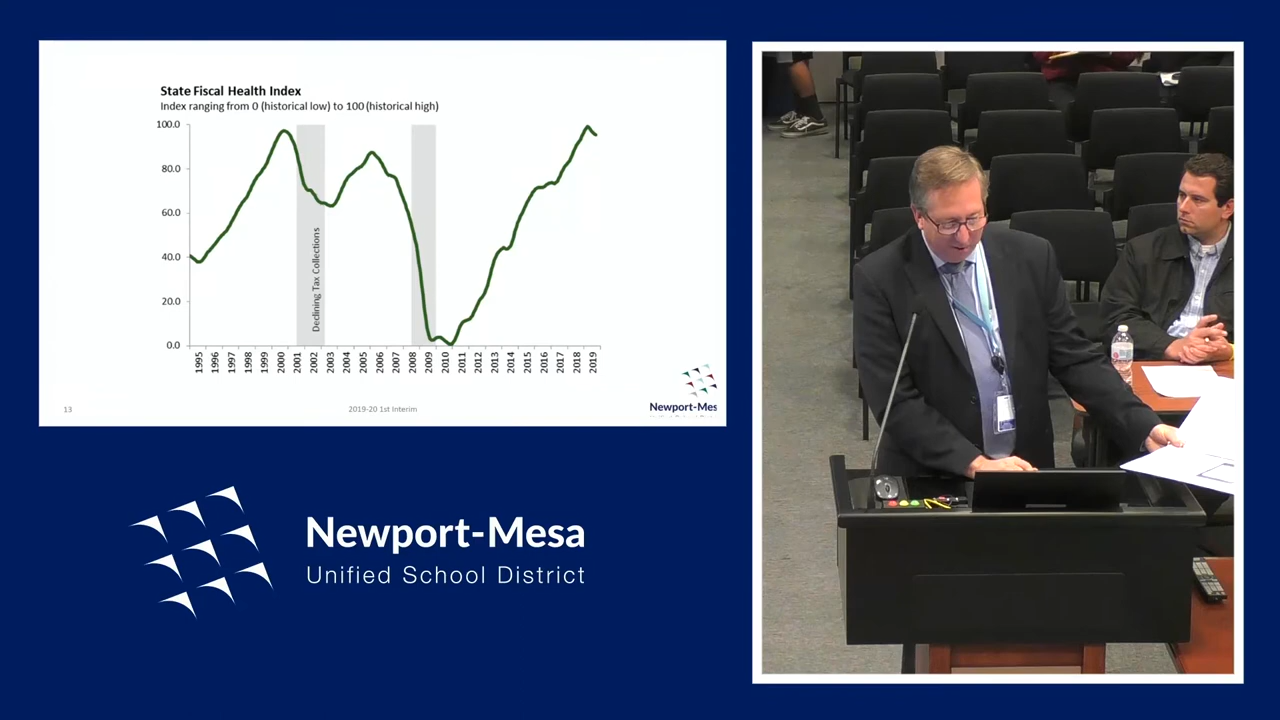 State Fiscal Health Index
Index ranging from 0 (historical low) to 100 (historical high)
100.0
80.0
60.0
40.0
20.0
0.0
Declining Tax Collections
1995 1996 1997 1998 1999 2000 2001 2002 2003 2004 2005 2006 2007 2008 2009 2010 2011 2012 2013 2014 2015 2016 2017 2018 2019
13
2019-20 1st Interim
Newport-Mes
Newport-Mesa
Unified School District